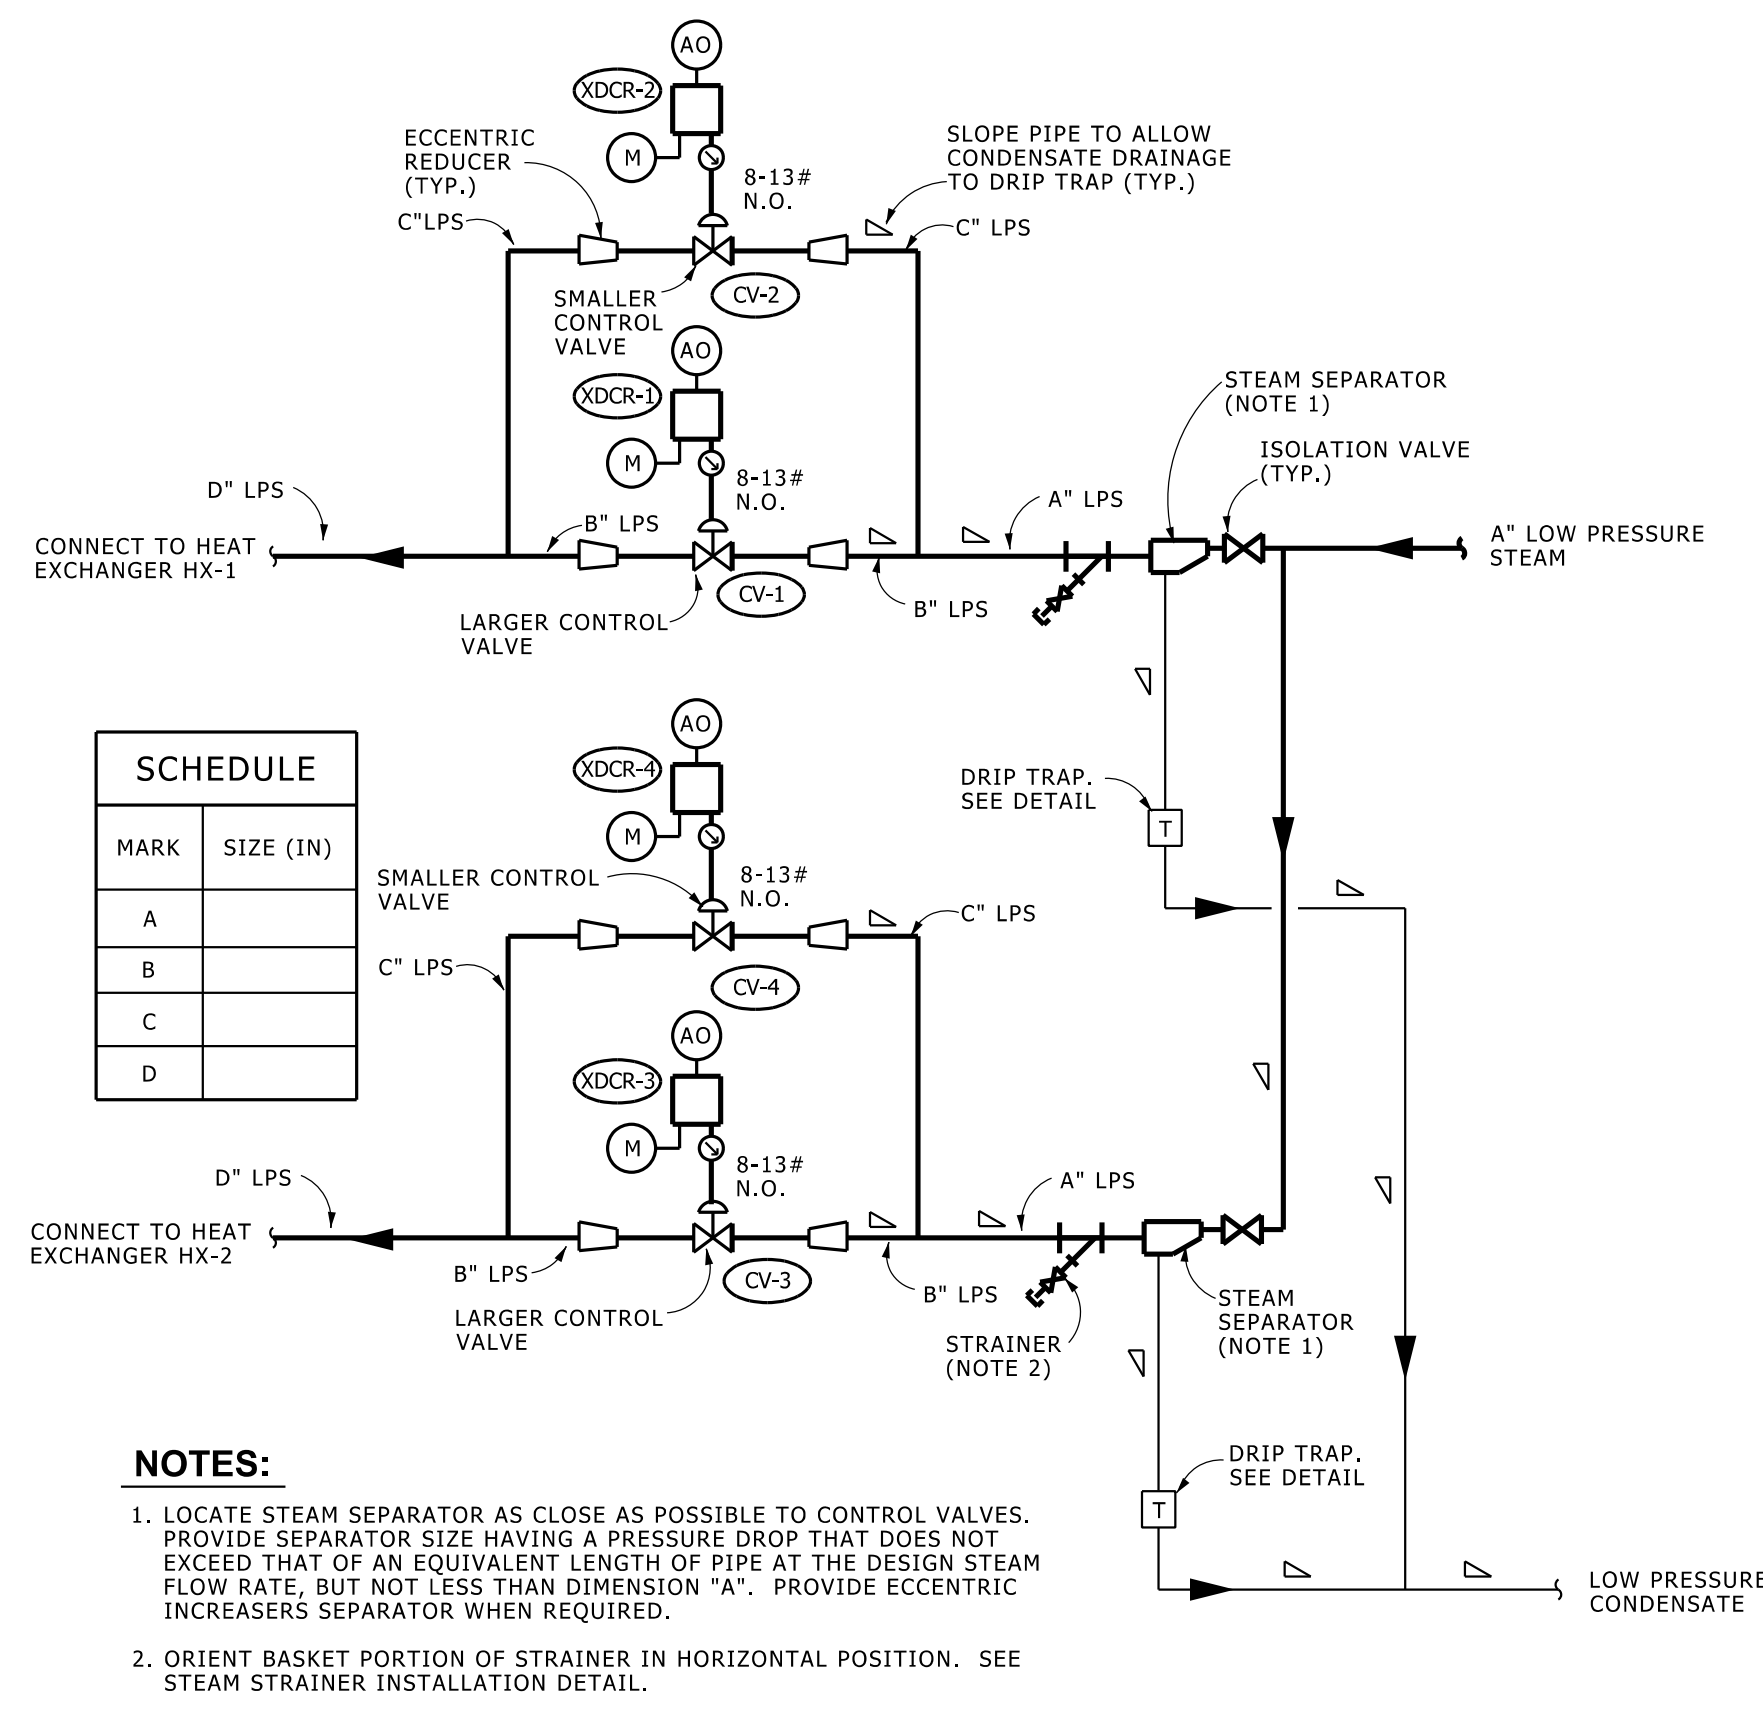 AO
XDCR-2
M
ECCENTRIC
REDUCER
(TYP.)
8-13#
N.O.
SLOPE PIPE TO ALLOW
CONDENSATE DRAINAGE
TO DRIP TRAP (TYP.)
C"LPS
C" LPS
SMALLER
CONTROL
VALVE
CV-2
AO
XDCR-1
M
8-13#
N.O.
STEAM SEPARATOR
(NOTE 1)
ISOLATION VALVE
(TYP.)
D" LPS
B" LPS
A" LPS
CONNECT TO HEAT
EXCHANGER HX-1
A" LOW PRESSURE
STEAM
CV-1
B" LPS
LARGER CONTROL
VALVE
SCHEDULE
MARK
SIZE (IN)
A
B
C
D
AO
XDCR-4
M
SMALLER CONTROL
VALVE
8-13#
N.O.
DRIP TRAP.
SEE DETAIL
T
C" LPS
C" LPS
CV-4
AO
XDCR-3
M
8-13#
N.O.
D" LPS
A" LPS
CONNECT TO HEAT
EXCHANGER HX-2
B" LPS
CV-3
B" LPS
LARGER CONTROL
VALVE
STRAINER
(NOTE 2)
STEAM
SEPARATOR
(NOTE 1)
DRIP TRAP.
SEE DETAIL
T
LOW PRESSURE
CONDENSATE
NOTES:
1. LOCATE STEAM SEPARATOR AS CLOSE AS POSSIBLE TO CONTROL VALVES.
PROVIDE SEPARATOR SIZE HAVING A PRESSURE DROP THAT DOES NOT
EXCEED THAT OF AN EQUIVALENT LENGTH OF PIPE AT THE DESIGN STEAM
FLOW RATE, BUT NOT LESS THAN DIMENSION "A".  PROVIDE ECCENTRIC
INCREASERS SEPARATOR WHEN REQUIRED.
2. ORIENT BASKET PORTION OF STRAINER IN HORIZONTAL POSITION.  SEE
STEAM STRAINER INSTALLATION DETAIL.